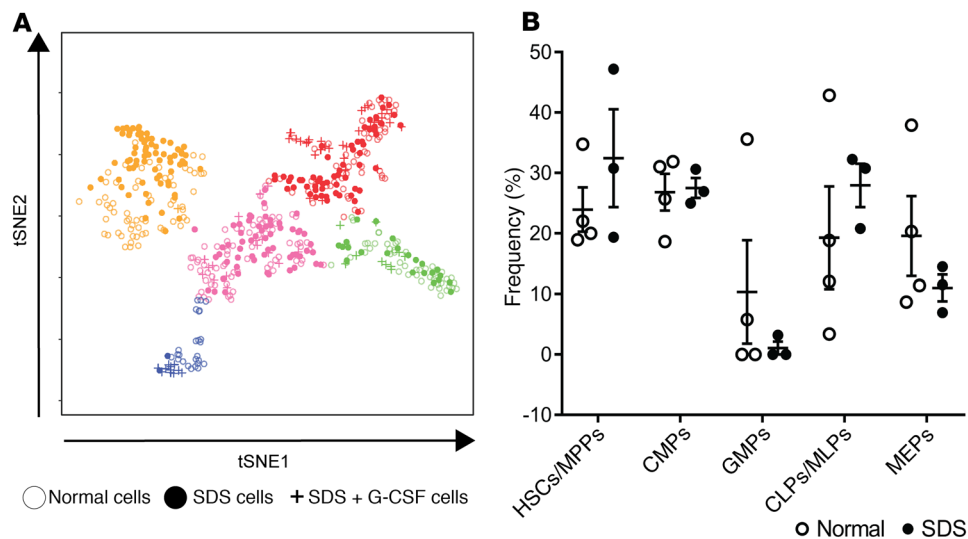 A
tSNE2
tSNE1
Normal cells SDS cells + SDS + G-CSF cells
B
Frequency (%)
50
40
30
20
10
0
-10
HSCs/MPPs
CMPs
GMPs
CLPs/MLPs
MEPs
Normal SDS